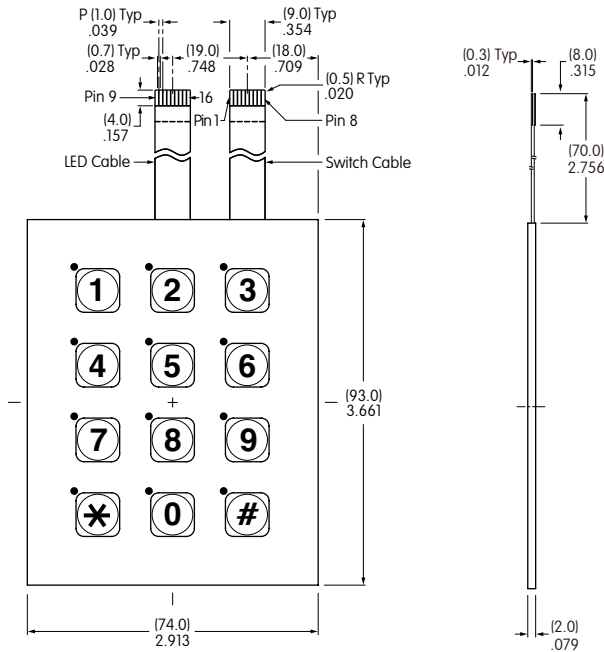 P (1.0) Typ
.039
(9.0) Typ
.354
(0.7) Typ
.028
(19.0)
.748
(18.0)
.709
(0.5) R Typ
.020
Pin 9
16
Pin 1
Pin 8
(4.0)
.157
LED Cable
Switch Cable
(0.3) Typ
.012
(8.0)
.315
(70.0)
2.756
1 2 3
4 5 6
7 8 9
* 0 #
(93.0)
3.661
(74.0)
2.913
(2.0)
.079